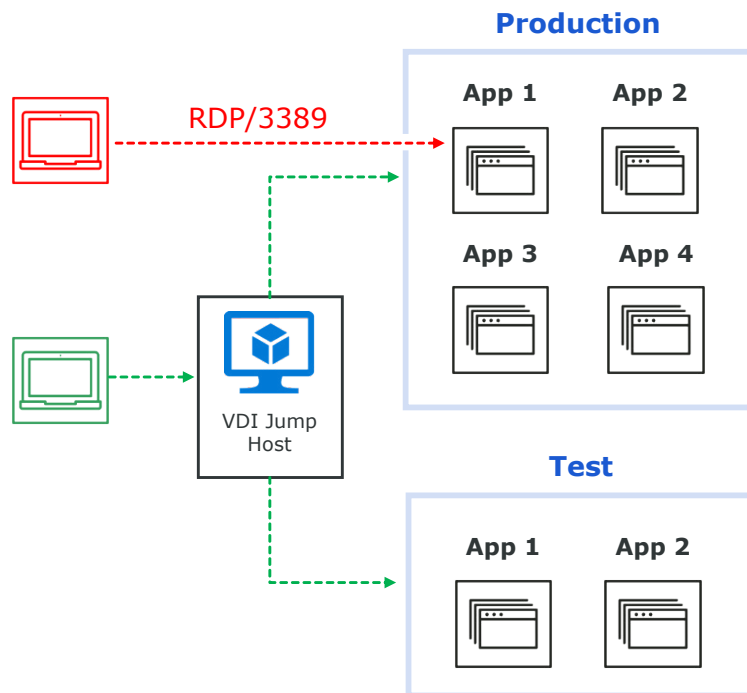 Production
App 1
App 2
RDP/3389
App 3
App 4
VDI Jump
Host
Test
App 1
App 2